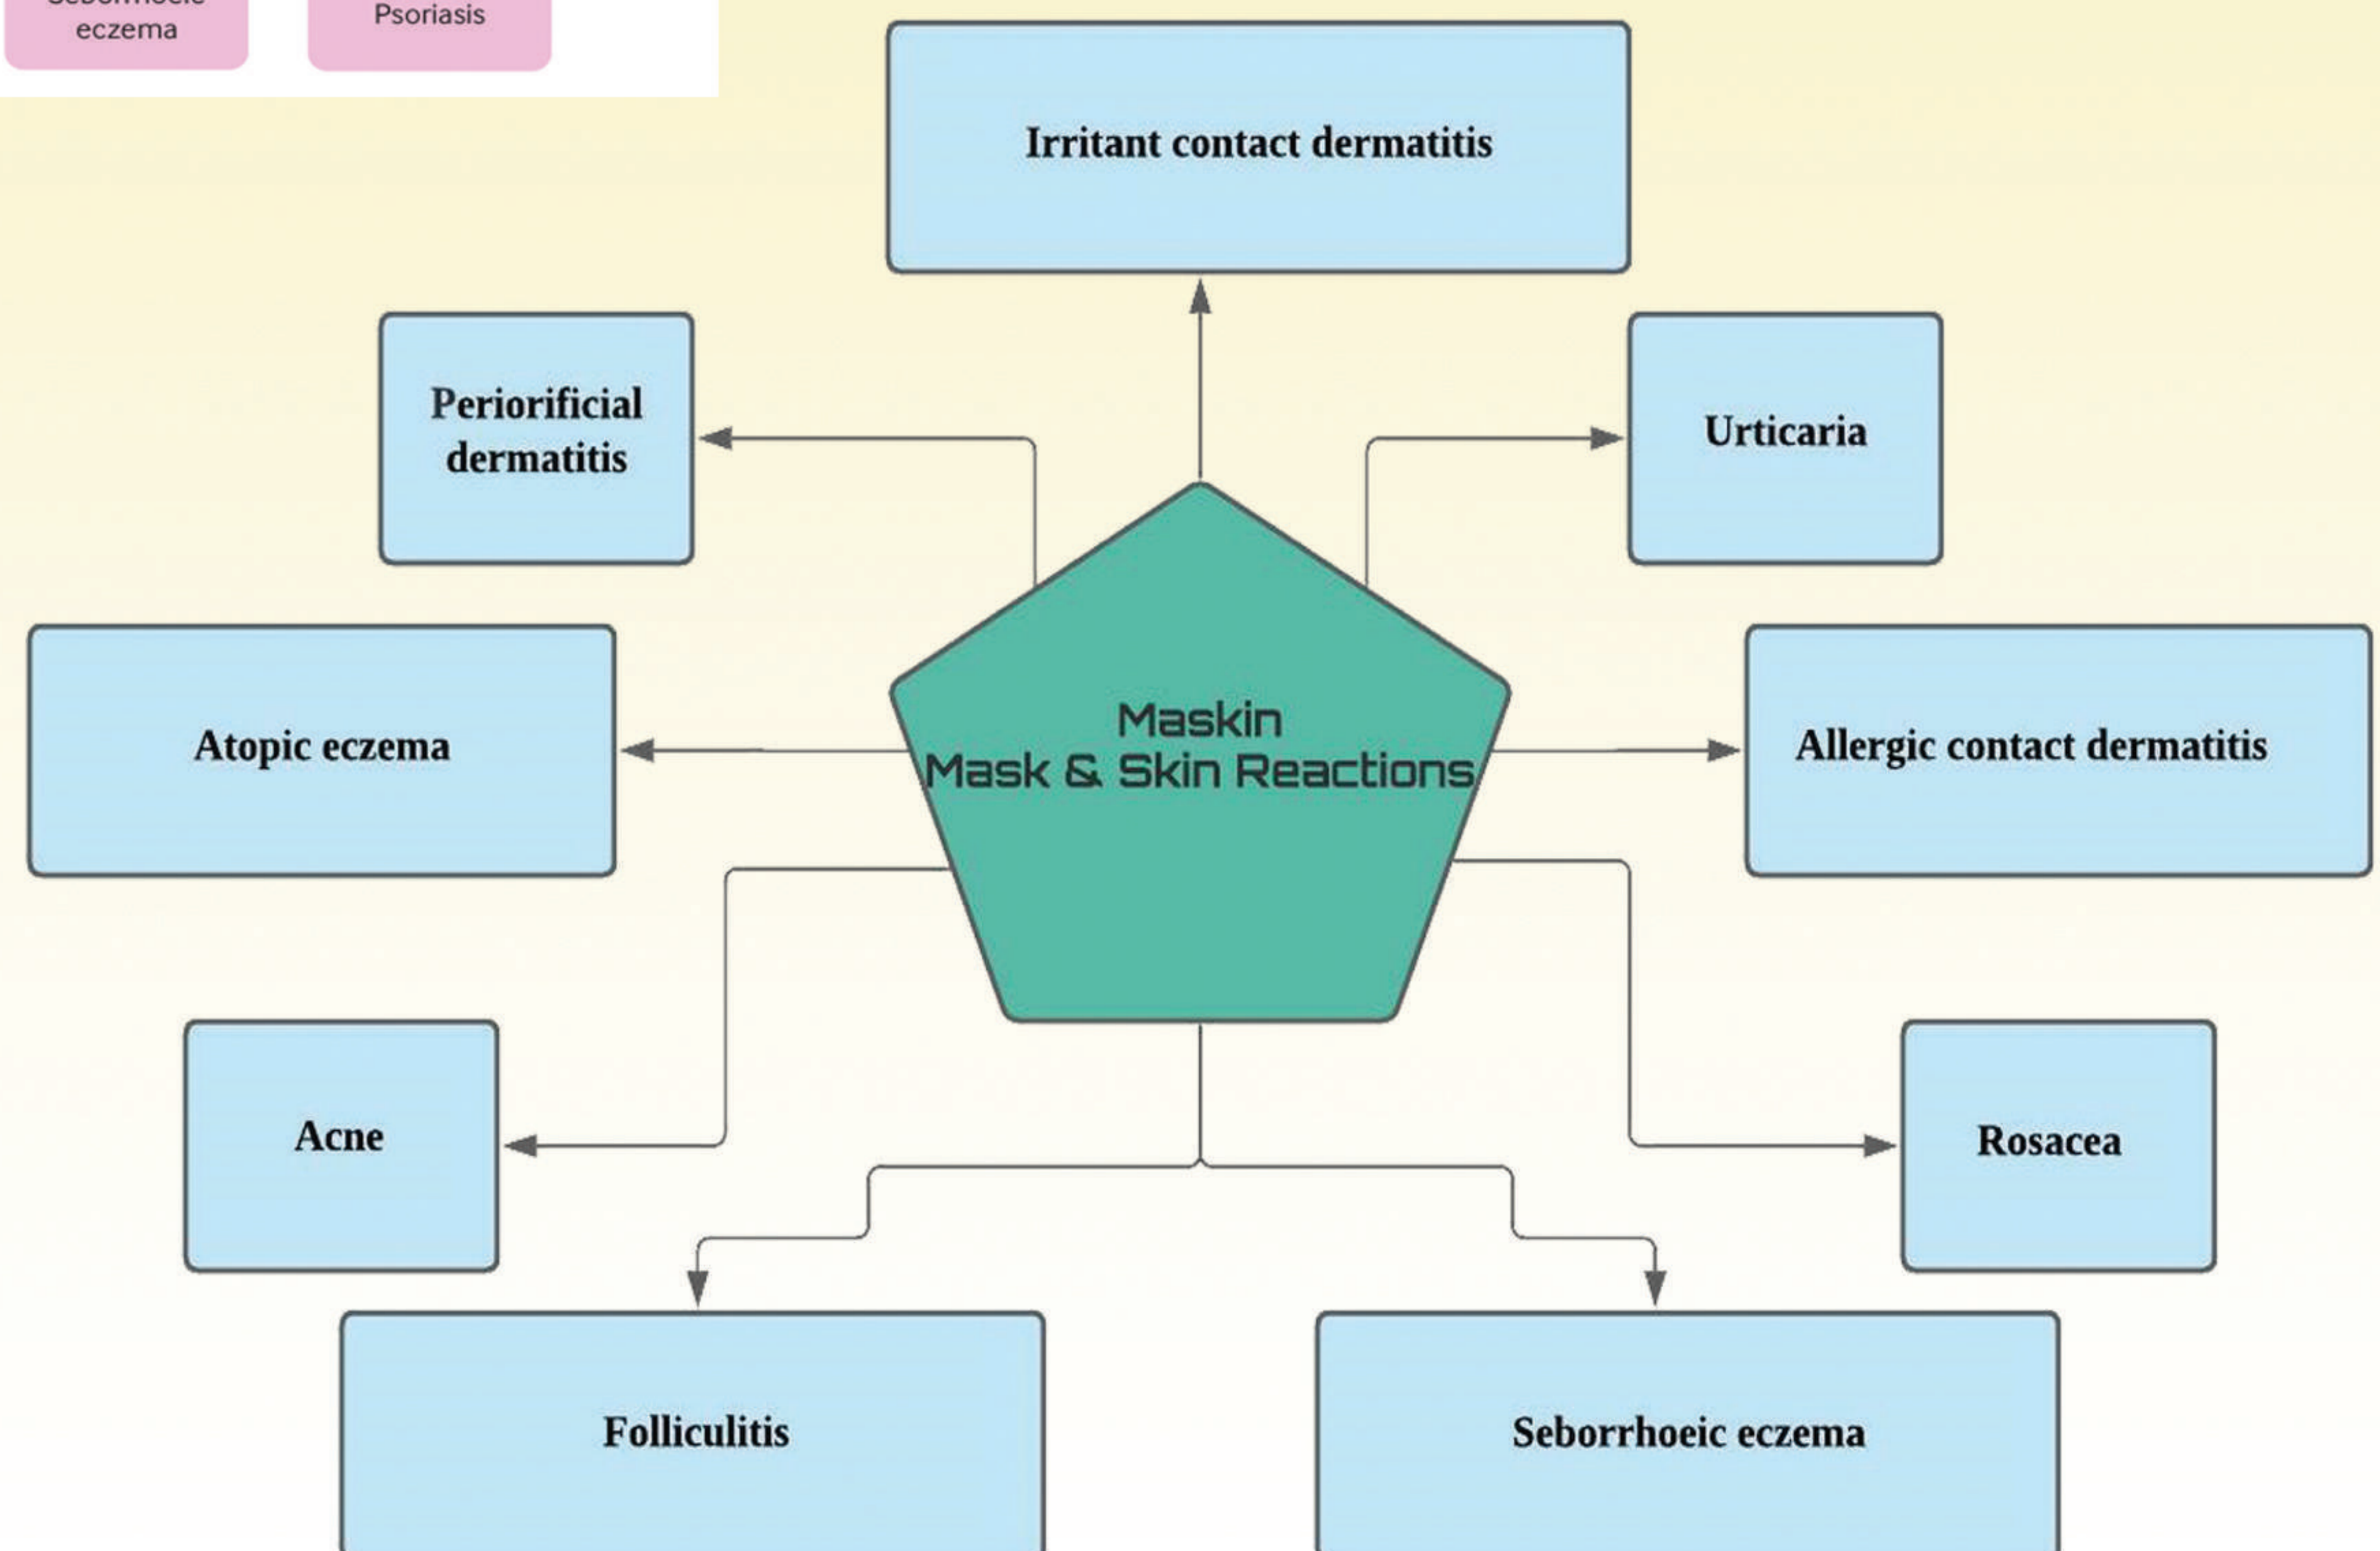 eczema
Psoriasis
Irritant contact dermatitis
Periorificial
dermatitis
Urticaria
Maskin
Mask & Skin Reactions
Atopic eczema
Allergic contact dermatitis
Acne
Rosacea
Folliculitis
Seborrhoeic eczema